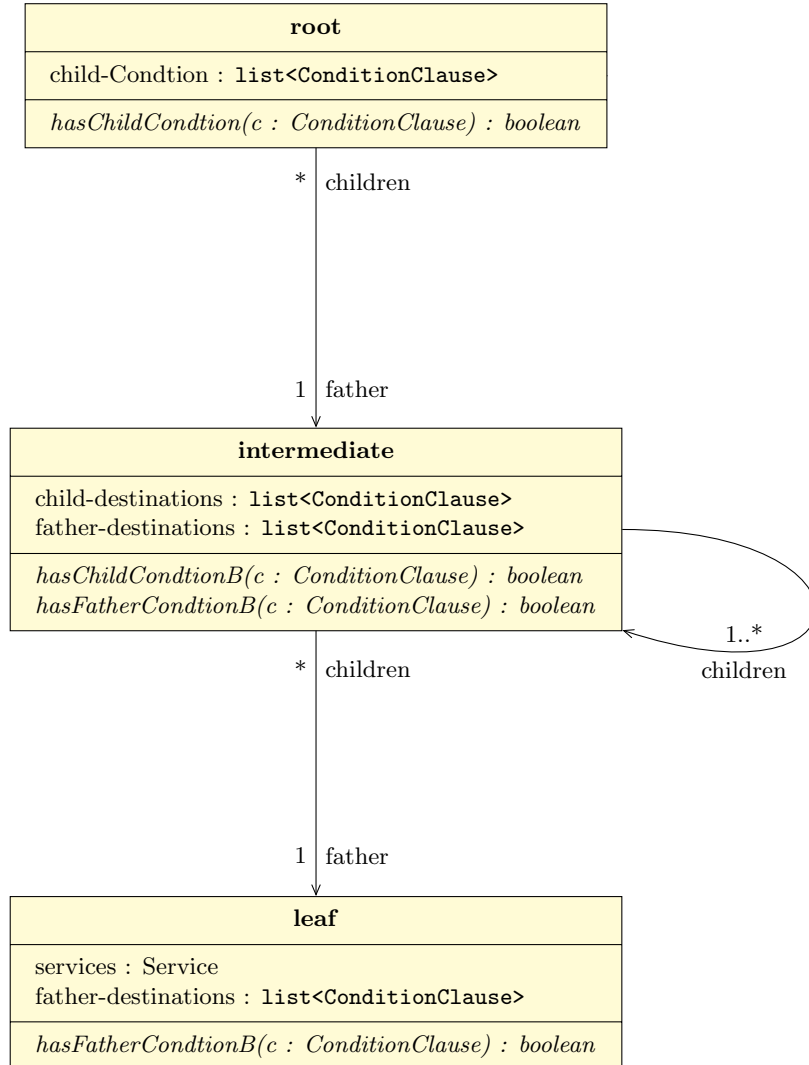 root
child-Condtion : list<ConditionClause>
hasChildCondtion(c : ConditionClause) : boolean
* children
1 father
intermediate
child-destinations : list<ConditionClause>
father-destinations : list<ConditionClause>
hasChildCondtionB(c : ConditionClause) : boolean
hasFatherCondtionB(c : ConditionClause) : boolean
1..*
children
* children
1 father
leaf
services : Service
father-destinations : list<ConditionClause>
hasFatherCondtionB(c : ConditionClause) : boolean